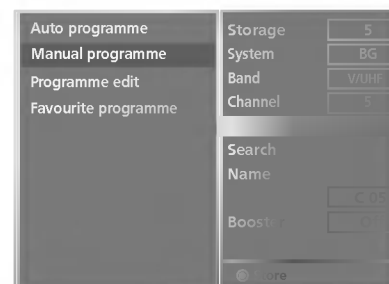 Auto programme
Manual programme
Programme edit
Favourite programme
Storage 5
System BG
Band V/UHF
Channel 5
Search
Name
C 05
Booster
Store